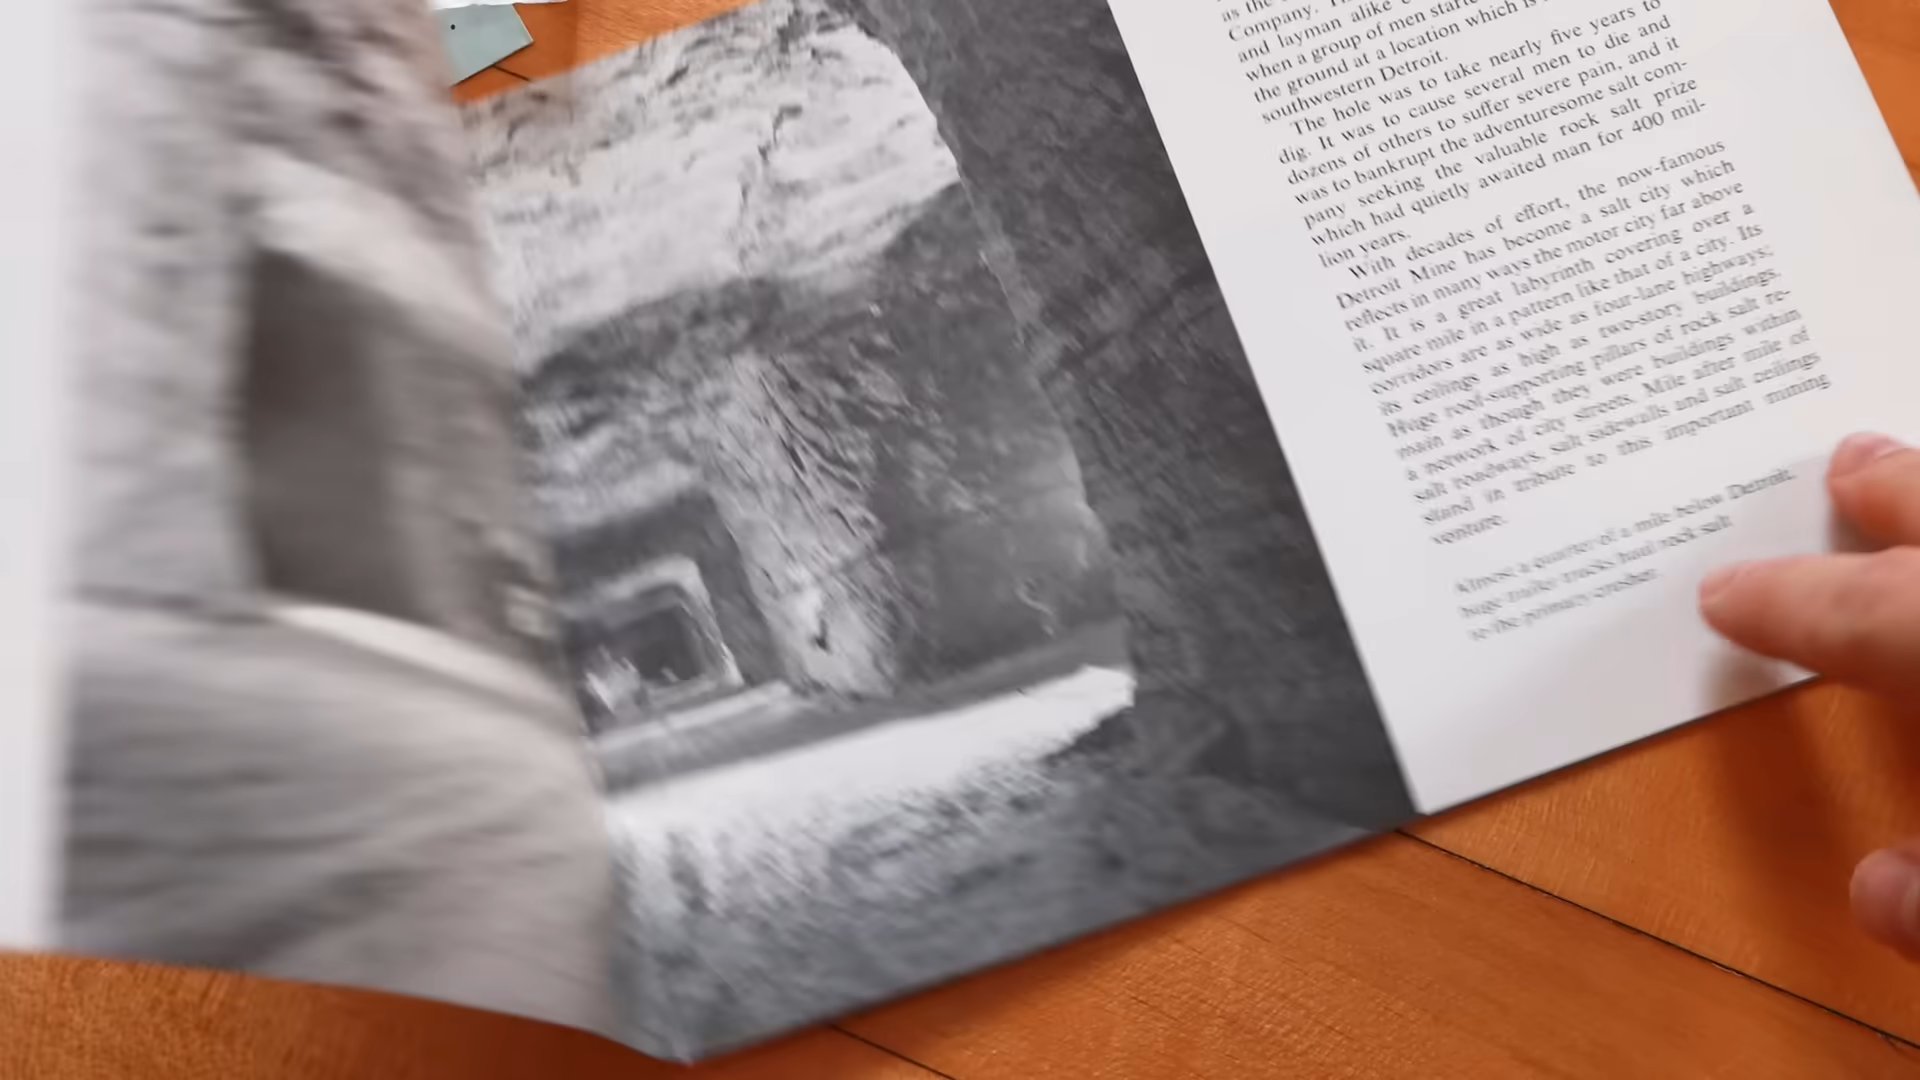 as the
Company.
and layman alike
when a group of men started
the ground at a location which is
southwestern Detroit.
The hole was to take nearly five years to
dig. It was to cause several men to die and
dozens of others to suffer severe pain, and it
was to bankrupt the adventuresome salt com-
pany seeking the valuable rock salt prize
which had quietly awaited man for 400 mil-
lion years.
With decades of effort, the now-famous
Detroit Mine has become a salt city which
reflects in many ways the motor city far above
it. It is a great labyrinth covering over a
square mile in a pattern like that of a city. Its
corridors are as wide as four-lane highways;
its ceilings as high as two-story buildings.
Huge roof-supporting pillars of rock salt re-
main as though they were buildings within
a network of city streets. Mile after mile of
salt roadways, salt sidewalls and salt ceilings
stand in tribute to this important mining
venture.
Almost a quarter of a mile below Detroit,
huge trailer trucks haul rock salt
to the primary crusher.